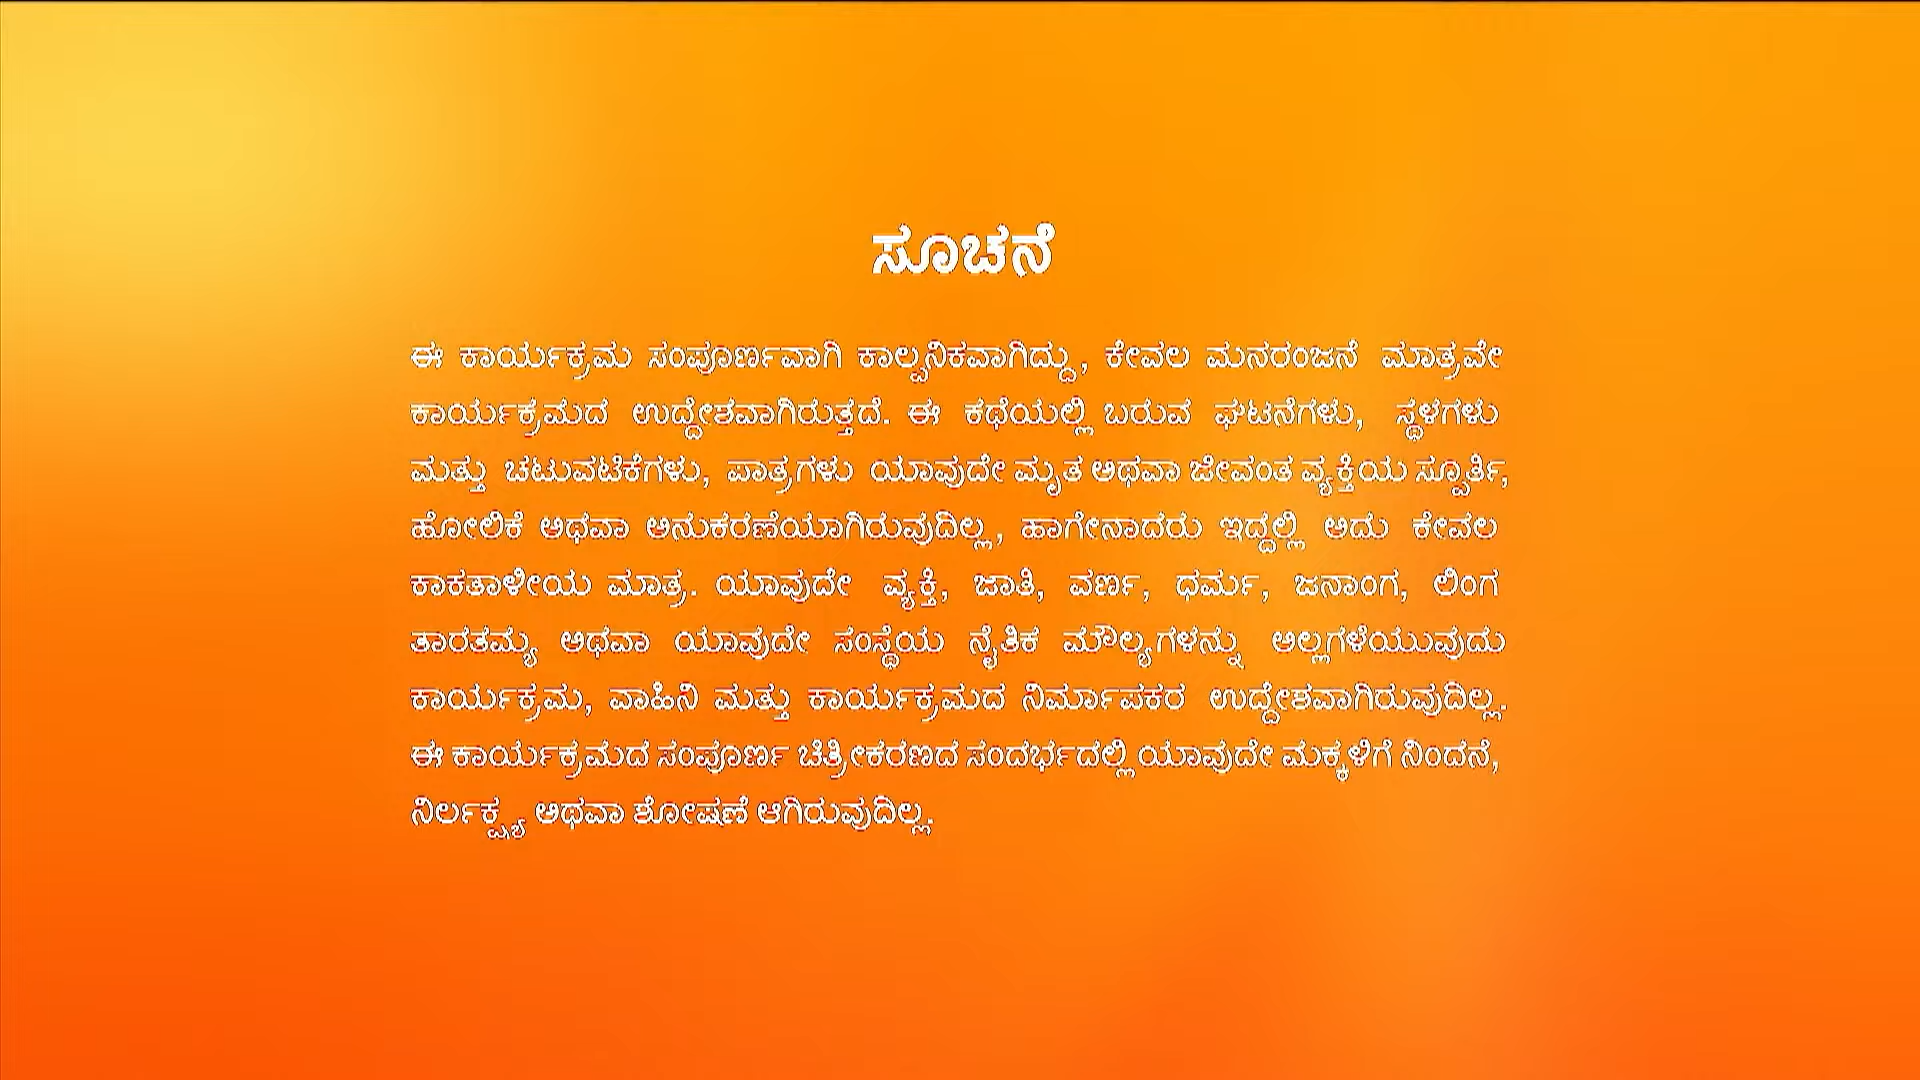 ಸೂಚನೆ
ಈ ಕಾರ್ಯಕ್ರಮ ಸಂಪೂರ್ಣವಾಗಿ ಕಾಲ್ಪನಿಕವಾಗಿದ್ದು, ಕೇವಲ ಮನರಂಜನೆ ಮಾತ್ರವೇ
ಕಾರ್ಯಕ್ರಮದ ಉದ್ದೇಶವಾಗಿರುತ್ತದೆ. ಈ ಕಥೆಯಲ್ಲಿ ಬರುವ ಘಟನೆಗಳು, ಸ್ಥಳಗಳು
ಮತ್ತು ಚಟುವಟಿಕೆಗಳು, ಪಾತ್ರಗಳು ಯಾವುದೇ ಮೃತ ಅಥವಾ ಜೀವಂತ ವ್ಯಕ್ತಿಯ ಸ್ಪೂರ್ತಿ,
ಹೋಲಿಕೆ ಅಥವಾ ಅನುಕರಣೆಯಾಗಿರುವುದಿಲ್ಲ, ಹಾಗೇನಾದರು ಇದ್ದಲ್ಲಿ ಅದು ಕೇವಲ
ಕಾಕತಾಳೀಯ ಮಾತ್ರ. ಯಾವುದೇ ವ್ಯಕ್ತಿ, ಜಾತಿ, ವರ್ಣ, ಧರ್ಮ, ಜನಾಂಗ, ಲಿಂಗ
ತಾರತಮ್ಯ ಅಥವಾ ಯಾವುದೇ ಸಂಸ್ಥೆಯ ನೈತಿಕ ಮೌಲ್ಯಗಳನ್ನು ಅಲ್ಲಗಳೆಯುವುದು
ಕಾರ್ಯಕ್ರಮ, ವಾಹಿನಿ ಮತ್ತು ಕಾರ್ಯಕ್ರಮದ ನಿರ್ಮಾಪಕರ ಉದ್ದೇಶವಾಗಿರುವುದಿಲ್ಲ.
ಈ ಕಾರ್ಯಕ್ರಮದ ಸಂಪೂರ್ಣ ಚಿತ್ರೀಕರಣದ ಸಂದರ್ಭದಲ್ಲಿ ಯಾವುದೇ ಮಕ್ಕಳಿಗೆ ನಿಂದನೆ,
ನಿರ್ಲಕ್ಷ್ಯ ಅಥವಾ ಶೋಷಣೆ ಆಗಿರುವುದಿಲ್ಲ.